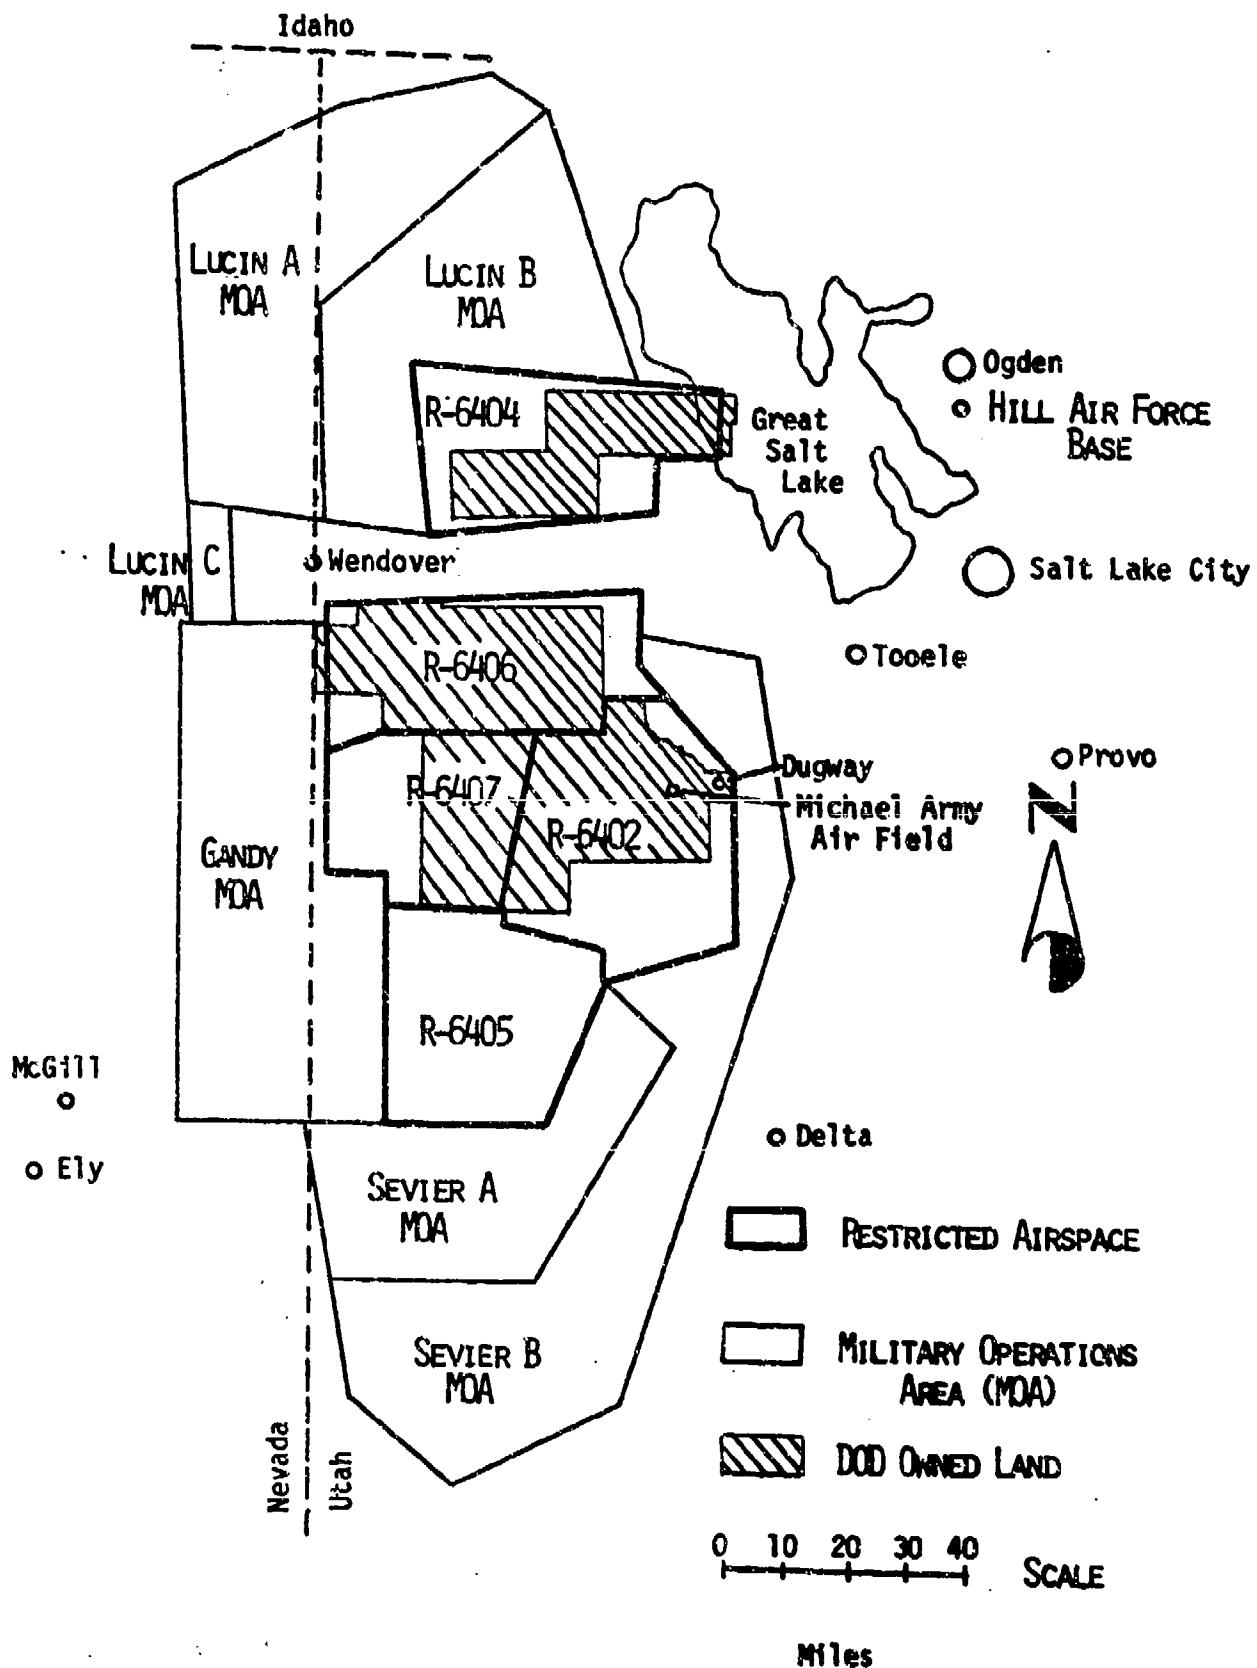 Idaho
LUCIN A
MOA
LUCIN B
MOA
R-6404
Great
Salt
Lake
Ogden
HILL AIR FORCE
BASE
LUCIN C
MOA
Wendover
Salt Lake City
R-6406
Tooele
Provo
Dugway
R-6407
Michael Army
Air Field
R-6402
N
GANDY
MOA
R-6405
McGill
Ely
Delta
SEVIER A
MOA
RESTRICTED AIRSPACE
SEVIER B
MOA
MILITARY OPERATIONS
AREA (MOA)
Nevada
Utah
DOD OWNED LAND
0 10 20 30 40
SCALE
Miles